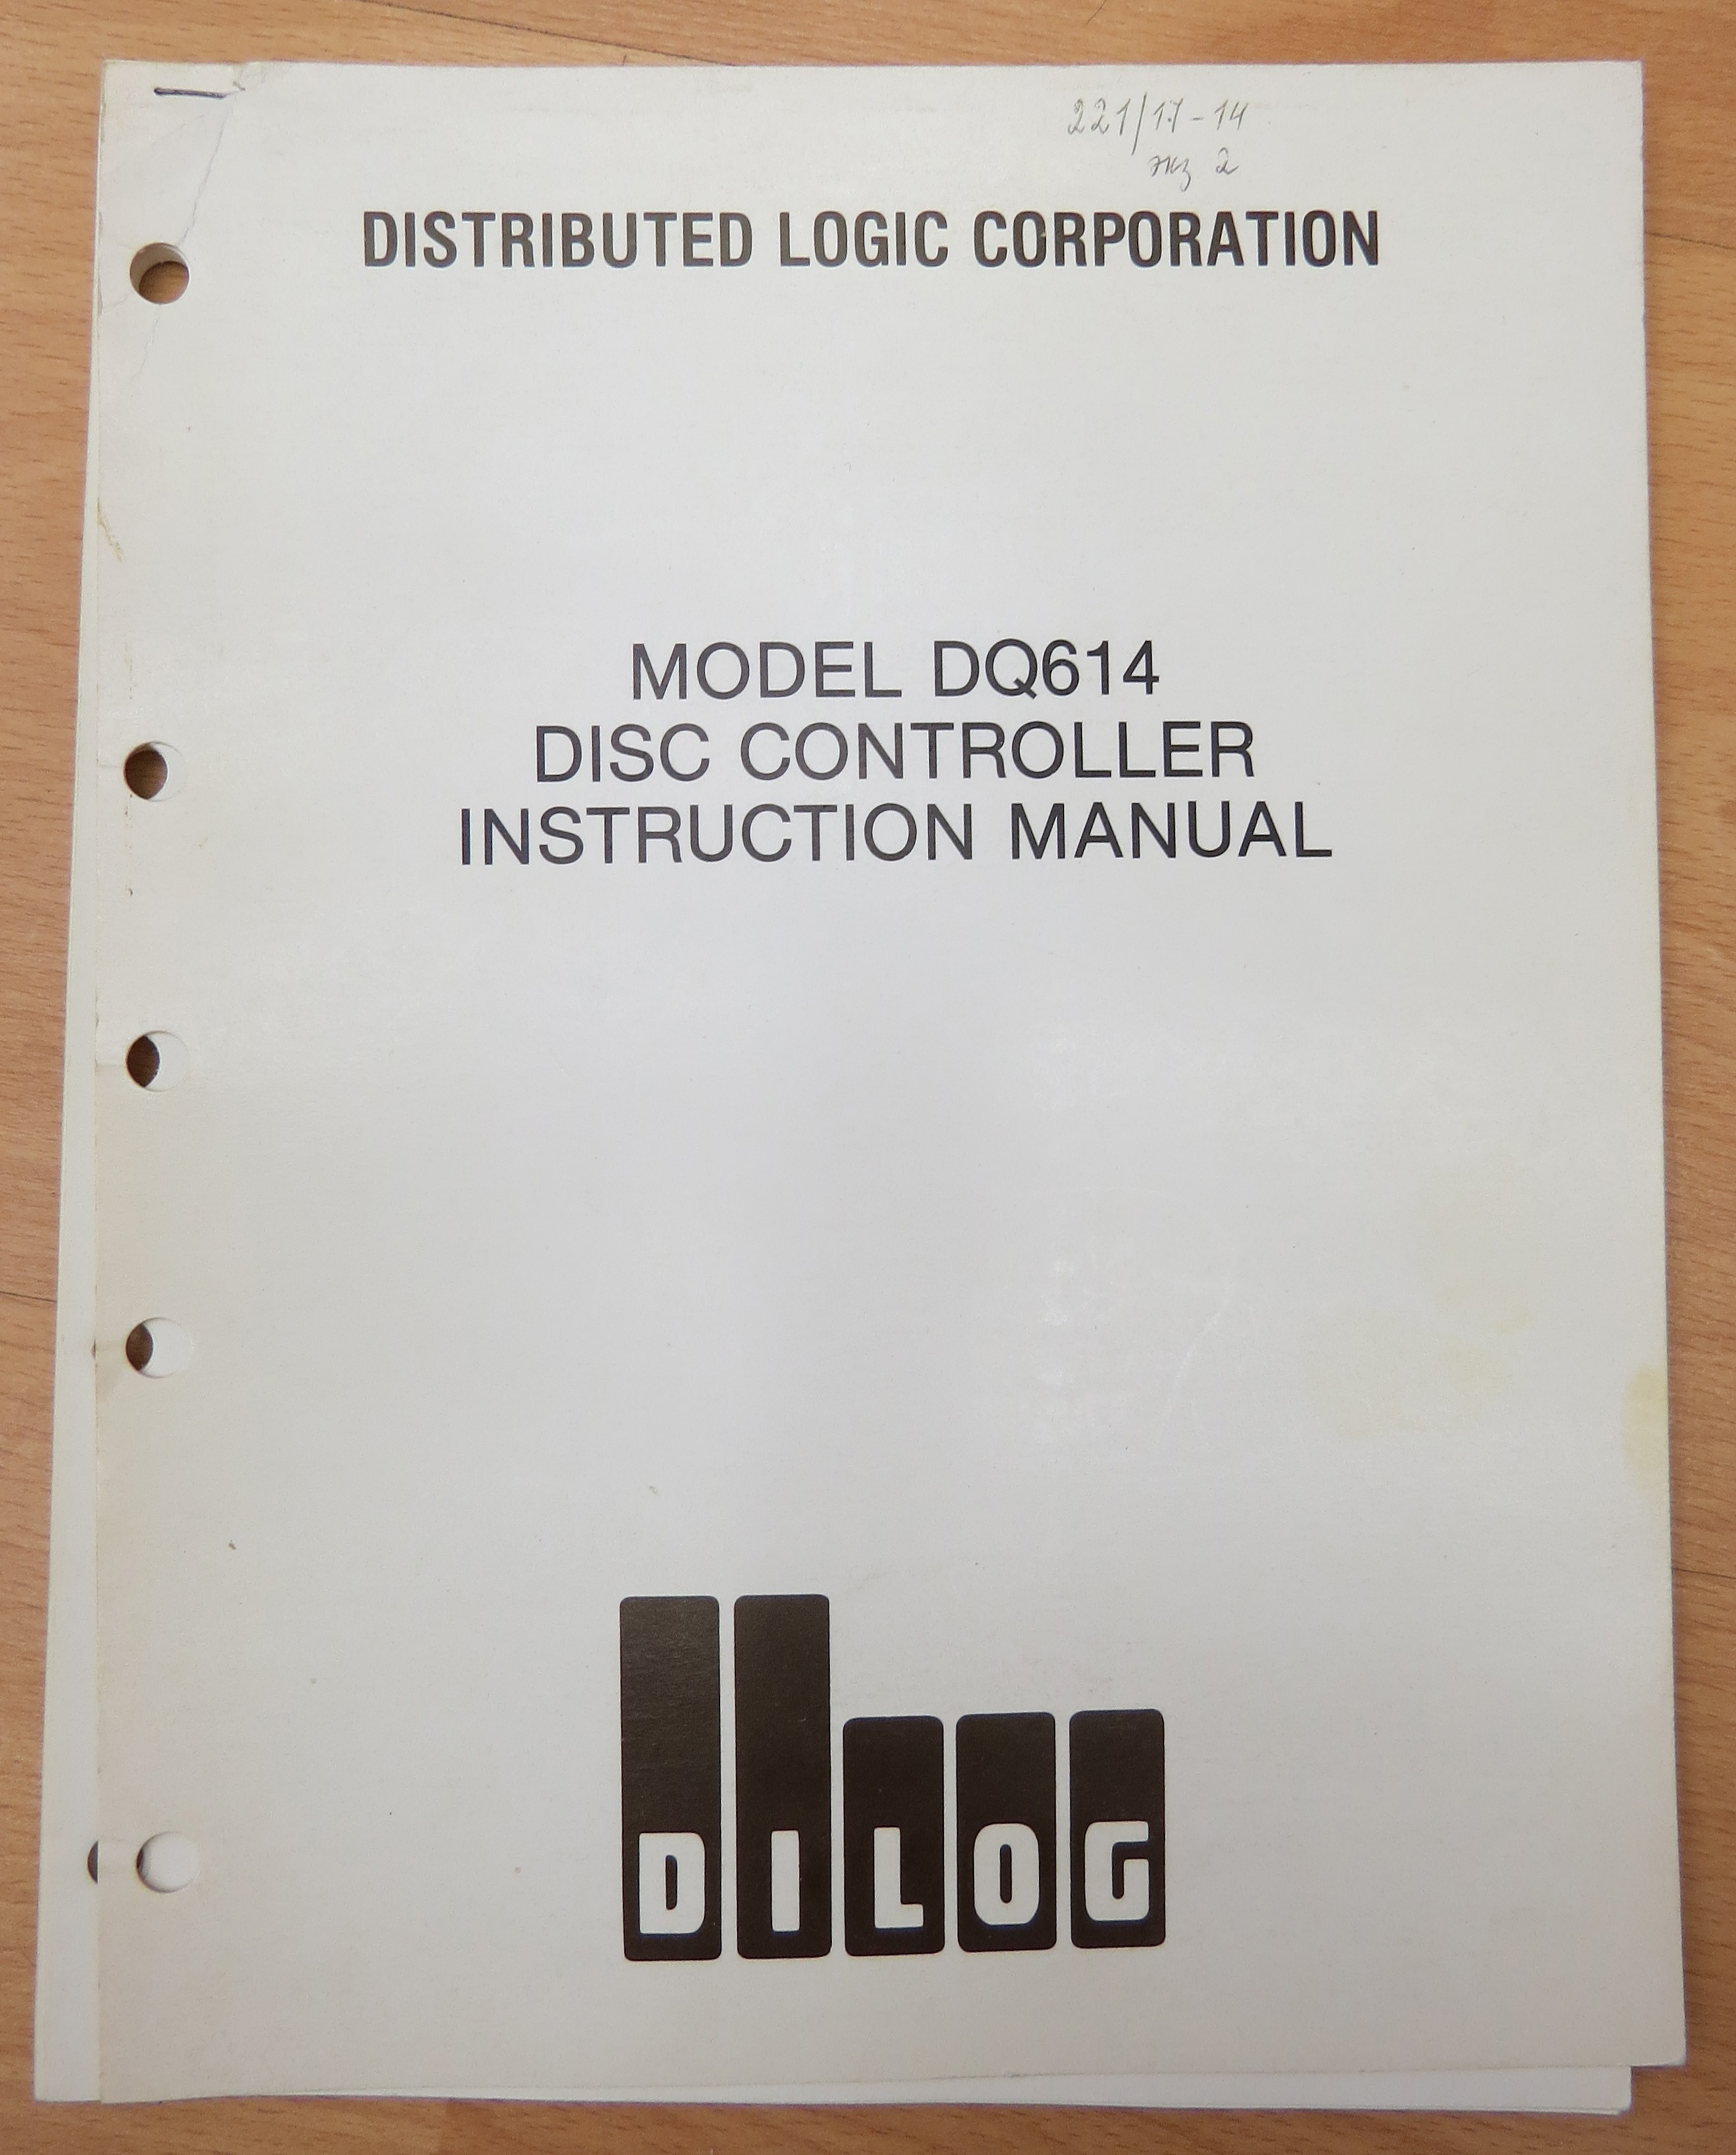 221/17-14
экз 2
DISTRIBUTED LOGIC CORPORATION
MODEL DQ614
DISC CONTROLLER
INSTRUCTION MANUAL
DILOG